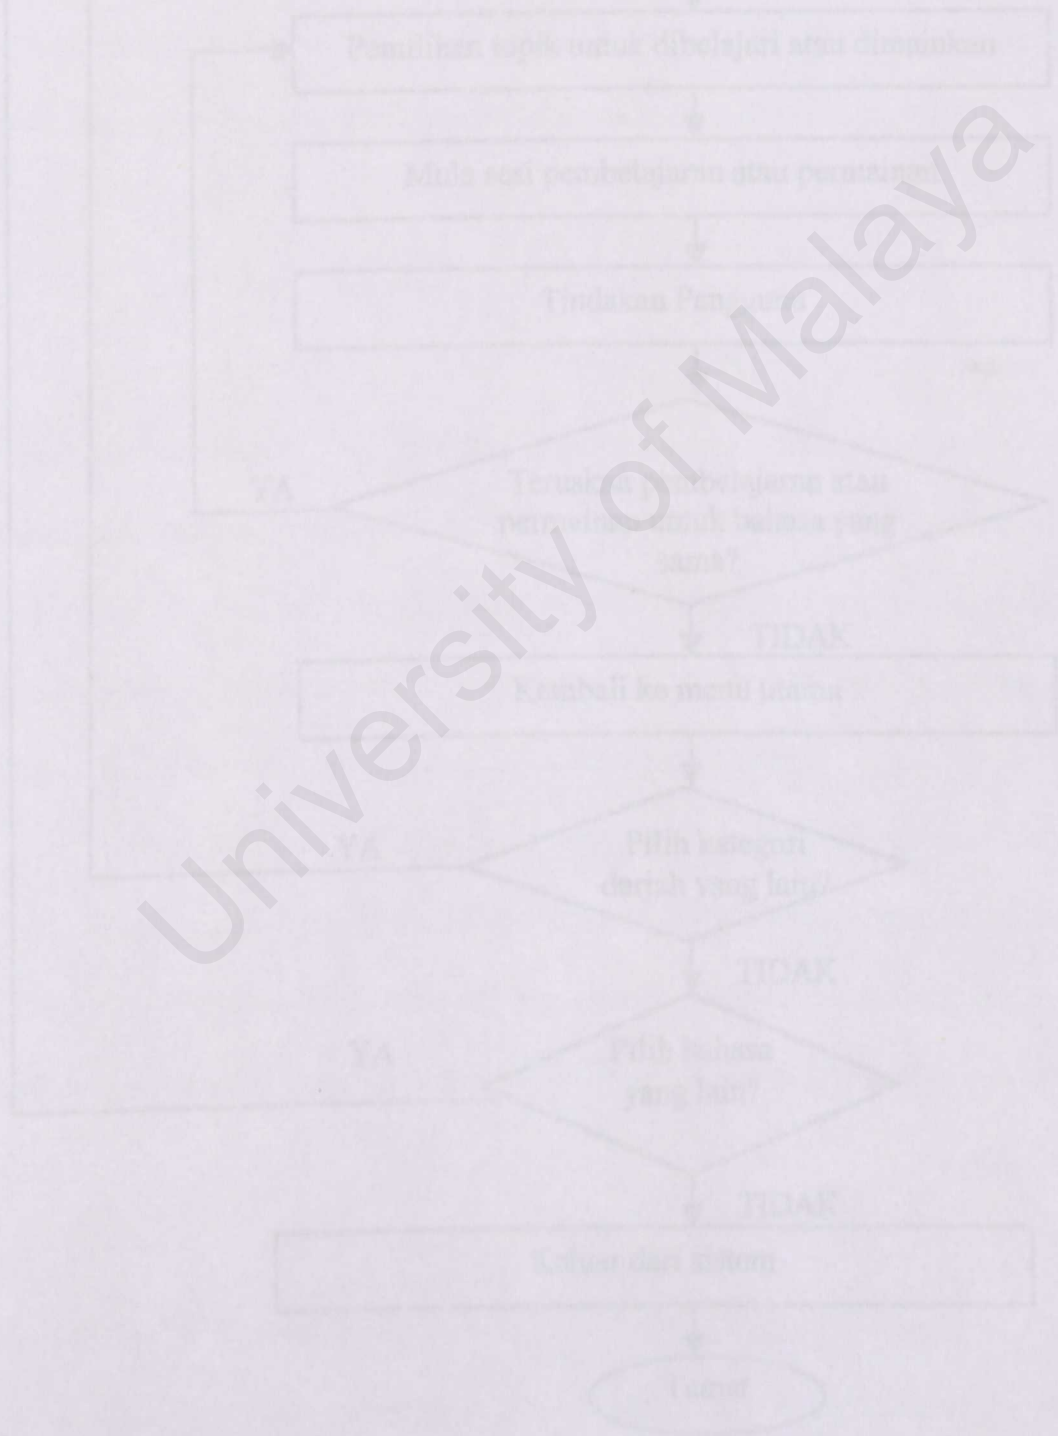 Pemilihan topik untuk dibelajari atau dimainkan
Mula sesi pembelajaran atau permainan
Tindakan Pengguna
YA
Teruskan pembelajaran atau
permainan untuk bahasa yang
sama?
TIDAK
Kembali ke menu utama
YA
Pilih kategori
darjah yang lain?
TIDAK
YA
Pilih bahasa
yang lain?
TIDAK
Keluar dari sistem
Tamat
University of Malaya